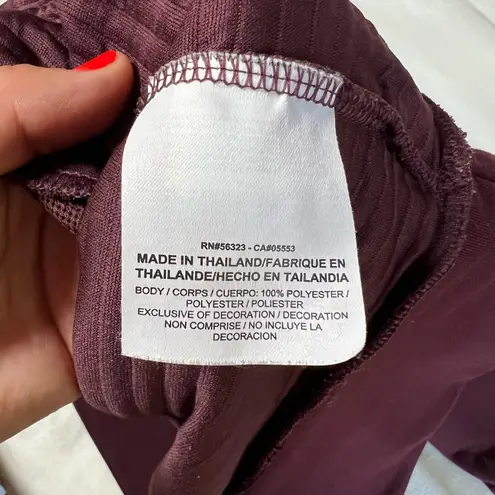 RN#56323 - CA#05553
MADE IN THAILAND/FABRIQUE EN
THAILANDE/HECHO EN TAILANDIA
BODY / CORPS / CUERPO: 100% POLYESTER /
POLYESTER / POLIESTER
EXCLUSIVE OF DECORATION / DECORATION
NON COMPRISE / NO INCLUYE LA
DECORACION